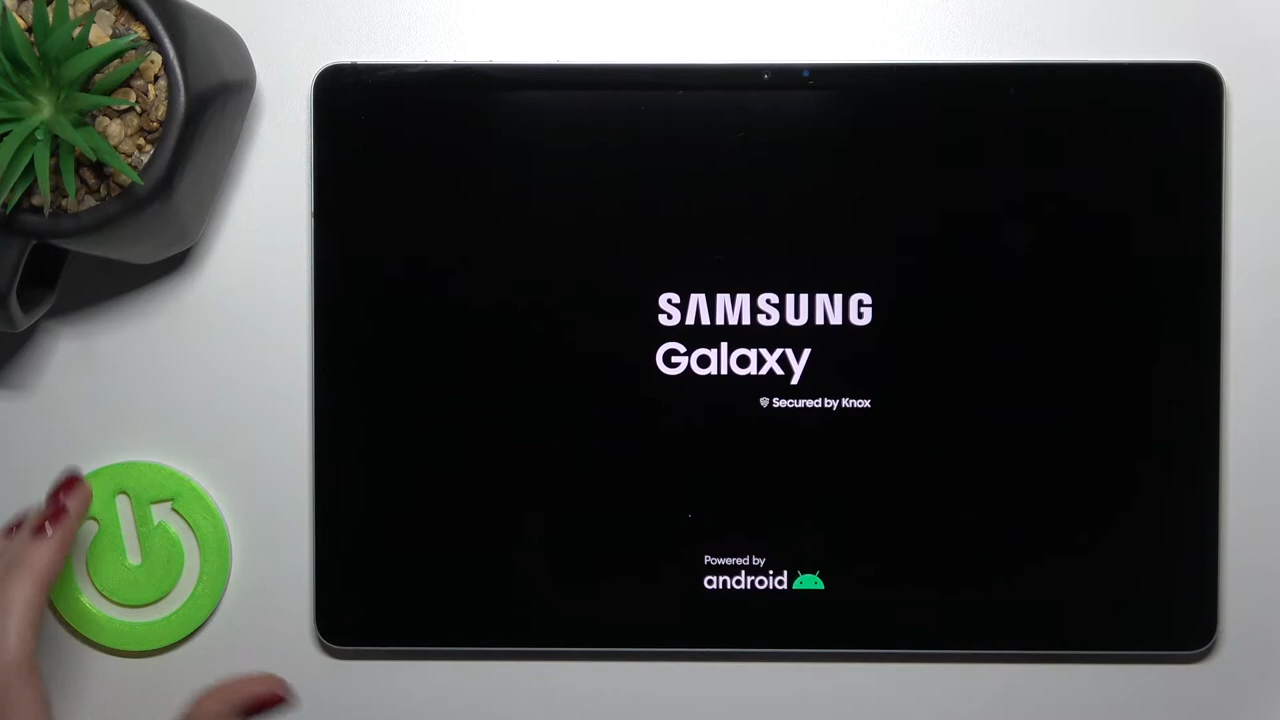 SAMSUNG
Galaxy
Secured by Knox
Powered by
android